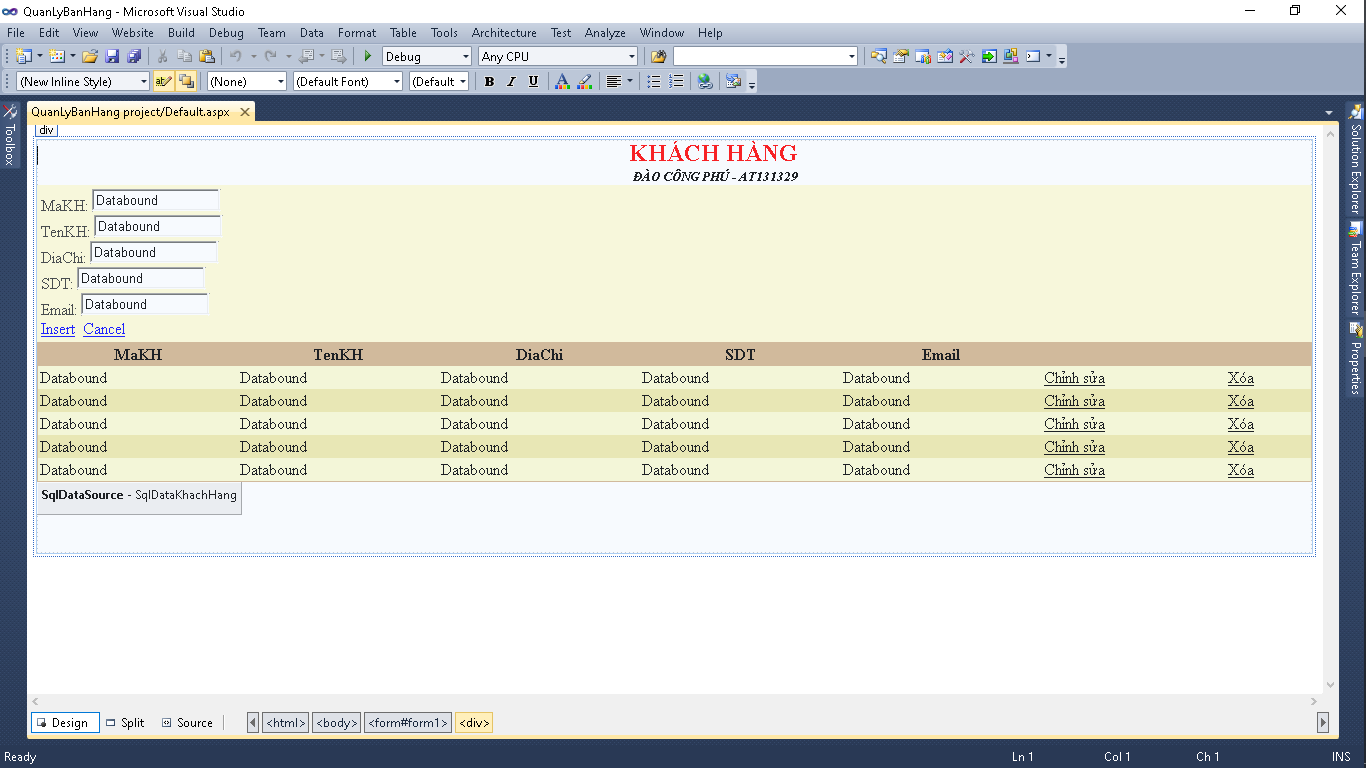 QuanLyBanHang - Microsoft Visual Studio
File Edit View Website Build Debug Team Data Format Table Tools Architecture Test Analyze Window Help
Debug Any CPU
(New Inline Style) ab (None) (Default Font) (Default B I U A
QuanLyBanHang project/Default.aspx
Toolbox
div
KHÁCH HÀNG
ĐÀO CÔNG PHÚ - AT131329
MaKH: Databound
TenKH: Databound
DiaChi: Databound
SDT: Databound
Email: Databound
Insert Cancel
MaKH TenKH DiaChi SDT Email
Databound Databound Databound Databound Databound Chỉnh sửa Xóa
Databound Databound Databound Databound Databound Chỉnh sửa Xóa
Databound Databound Databound Databound Databound Chỉnh sửa Xóa
Databound Databound Databound Databound Databound Chỉnh sửa Xóa
Databound Databound Databound Databound Databound Chỉnh sửa Xóa
SqlDataSource - SqlDataKhachHang
Solution Explorer
Team Explorer
Properties
Design Split Source <html> <body> <form#form1> <div>
Ready Ln 1 Col 1 Ch 1 INS